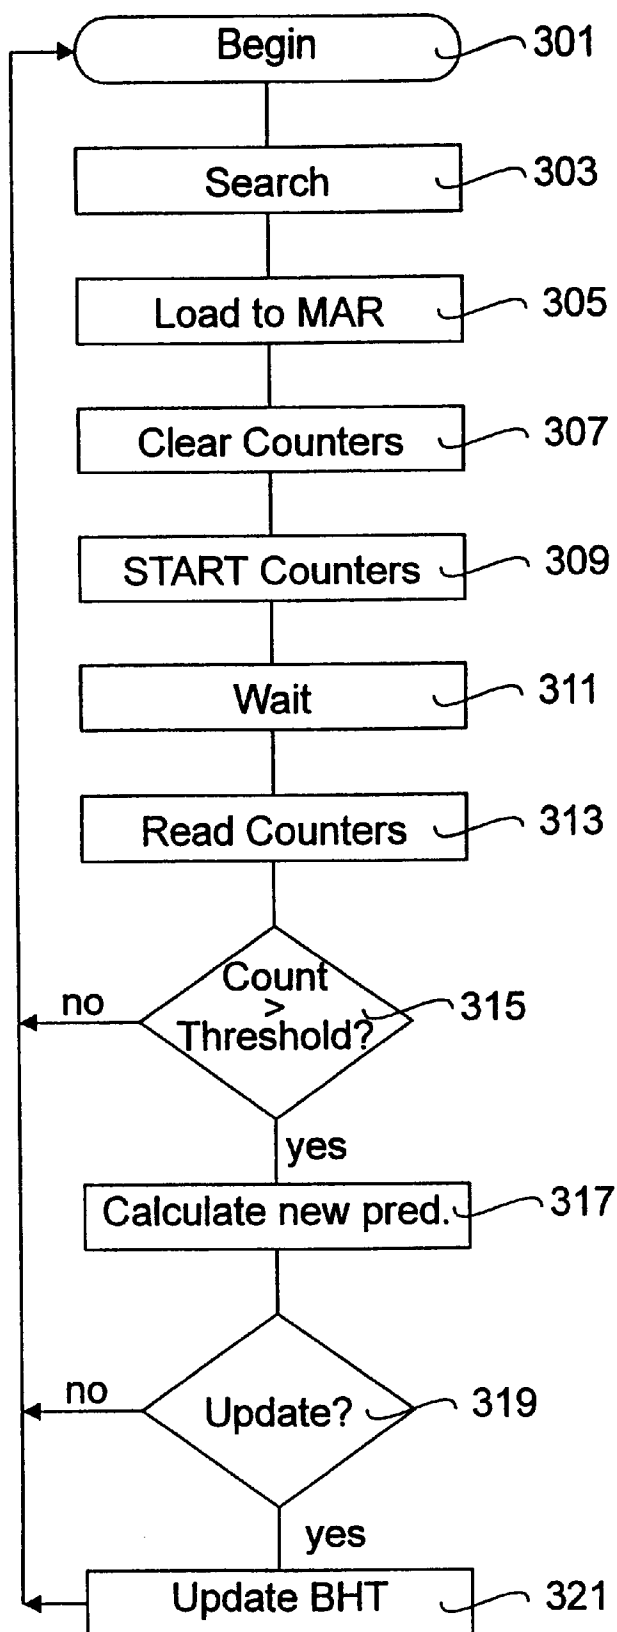 Begin 301
Search 303
Load to MAR 305
Clear Counters 307
START Counters 309
Wait 311
Read Counters 313
Count
>
Threshold? 315
no
yes
Calculate new pred. 317
Update? 319
no
yes
Update BHT 321